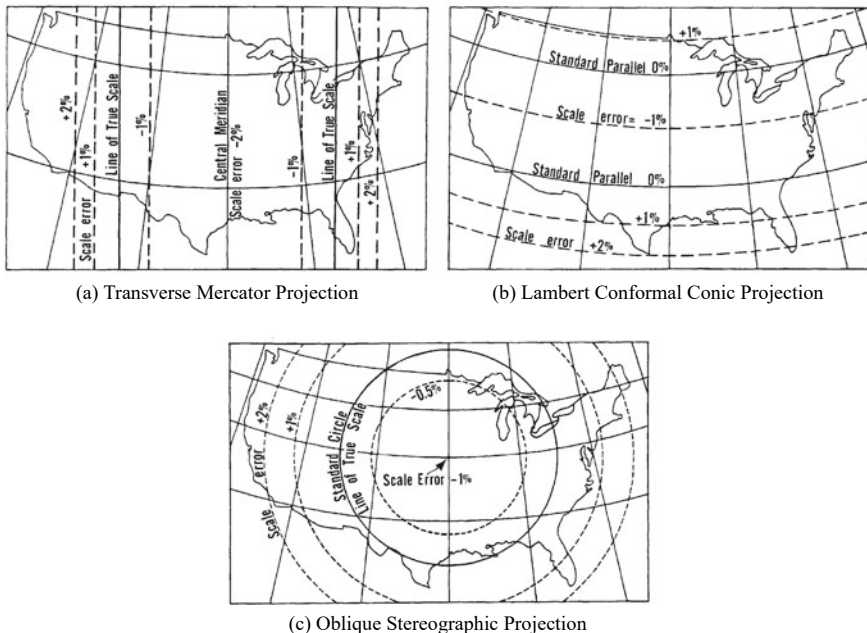 +2%
Scale error +1%
Line of True Scale
-1%
Central Meridian
Scale error -2%
-1%
Line of True Scale
+1%
+2%
(a) Transverse Mercator Projection
+1%
Standard Parallel 0%
Scale error= -1%
Standard Parallel 0%
+1%
Scale error +2%
(b) Lambert Conformal Conic Projection
Scale error +2%
+1%
Standard Circle
Line of True Scale
-0.5%
Scale Error -1%
(c) Oblique Stereographic Projection